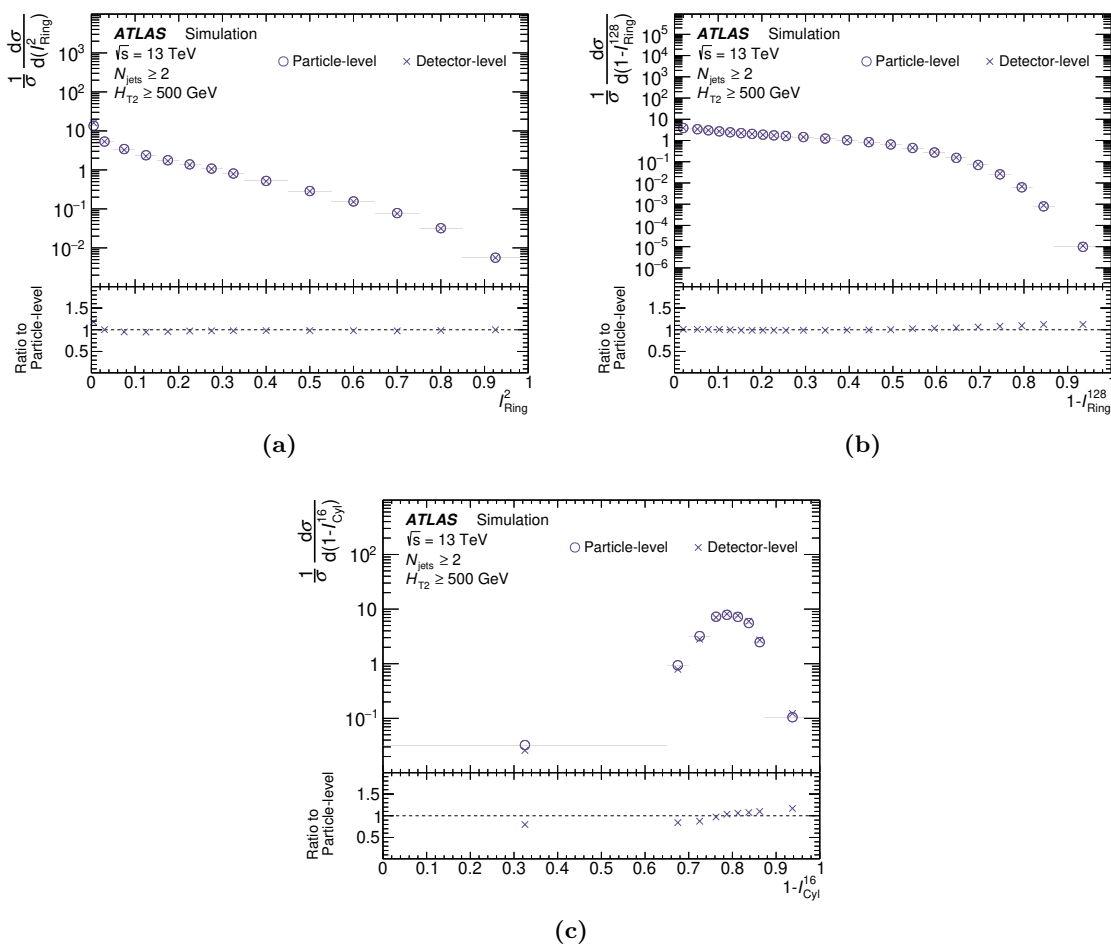 1/σ dσ/d(I²_Ring)
10³
10²
10
1
10⁻¹
10⁻²
ATLAS Simulation
√s = 13 TeV
N_jets ≥ 2
H_T2 ≥ 500 GeV
Particle-level Detector-level
Ratio to
Particle-level
1.5
1
0.5
0 0.1 0.2 0.3 0.4 0.5 0.6 0.7 0.8 0.9 1
I²_Ring
(a)
1/σ dσ/d(1-I¹²⁸_Ring)
10⁶
10⁵
10⁴
10³
10²
10
1
10⁻¹
10⁻²
10⁻³
10⁻⁴
10⁻⁵
10⁻⁶
ATLAS Simulation
√s = 13 TeV
N_jets ≥ 2
H_T2 ≥ 500 GeV
Particle-level Detector-level
Ratio to
Particle-level
1.5
1
0.5
0 0.1 0.2 0.3 0.4 0.5 0.6 0.7 0.8 0.9 1
1-I¹²⁸_Ring
(b)
1/σ dσ/d(1-I¹⁶_Cyl)
10²
10
1
10⁻¹
ATLAS Simulation
√s = 13 TeV
N_jets ≥ 2
H_T2 ≥ 500 GeV
Particle-level Detector-level
Ratio to
Particle-level
1.5
1
0.5
0 0.1 0.2 0.3 0.4 0.5 0.6 0.7 0.8 0.9 1
1-I¹⁶_Cyl
(c)